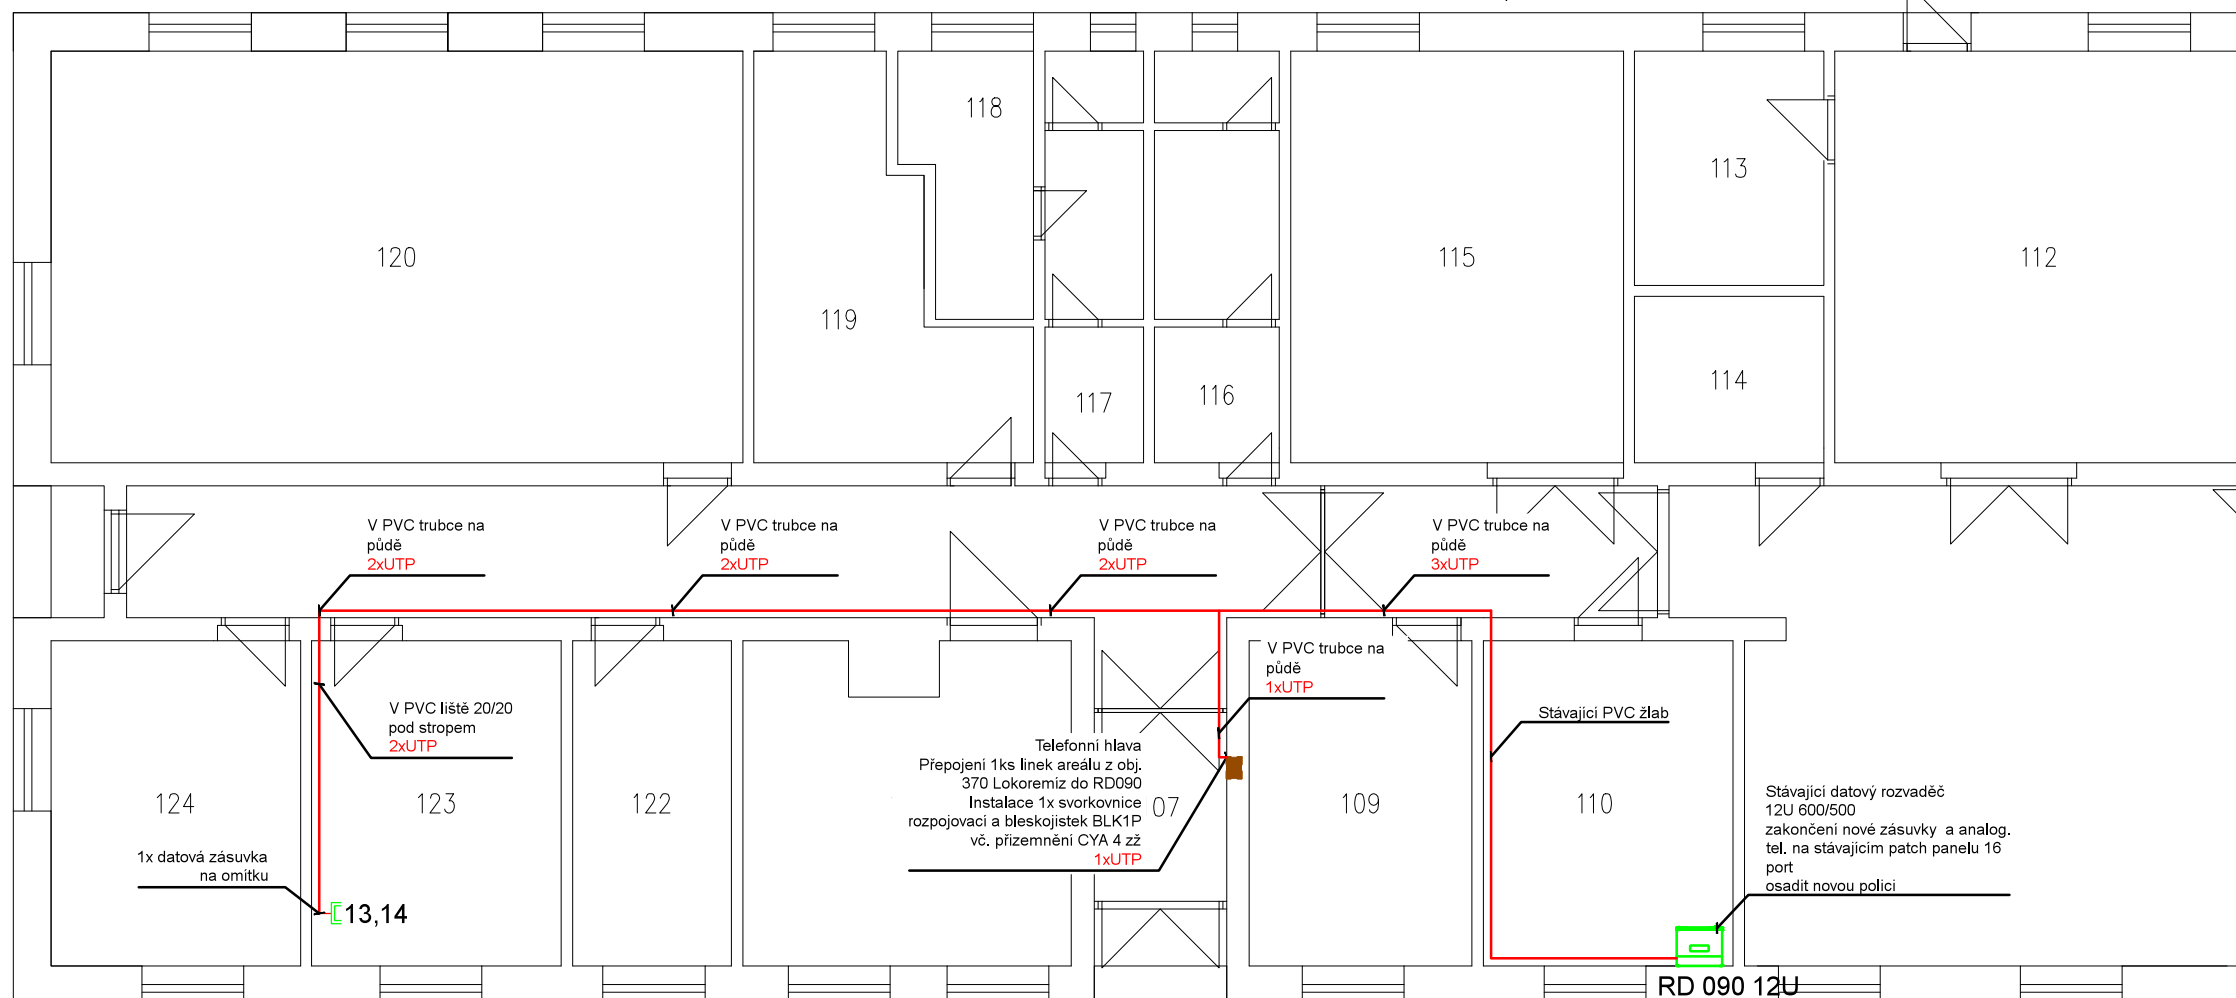 118
113
120
115
112
119
114
117
116
V PVC trubce na
půdě
2xUTP
V PVC trubce na
půdě
2xUTP
V PVC trubce na
půdě
2xUTP
V PVC trubce na
půdě
3xUTP
V PVC trubce na
půdě
1xUTP
V PVC liště 20/20
pod stropem
2xUTP
Stávající PVC žlab
Telefonní hlava
Přepojení 1ks linek areálu z obj.
370 Lokoremiz do RD090
Instalace 1x svorkovnice
rozpojovací a bleskojistek BLK1P
vč. přizemnění CYA 4 zž
1xUTP
124
123
122
07
109
110
Stávající datový rozvaděč
12U 600/500
zakončení nové zásuvky a analog.
tel. na stávajícim patch panelu 16
port
osadit novou polici
1x datová zásuvka
na omítku
13,14
RD 090 12U